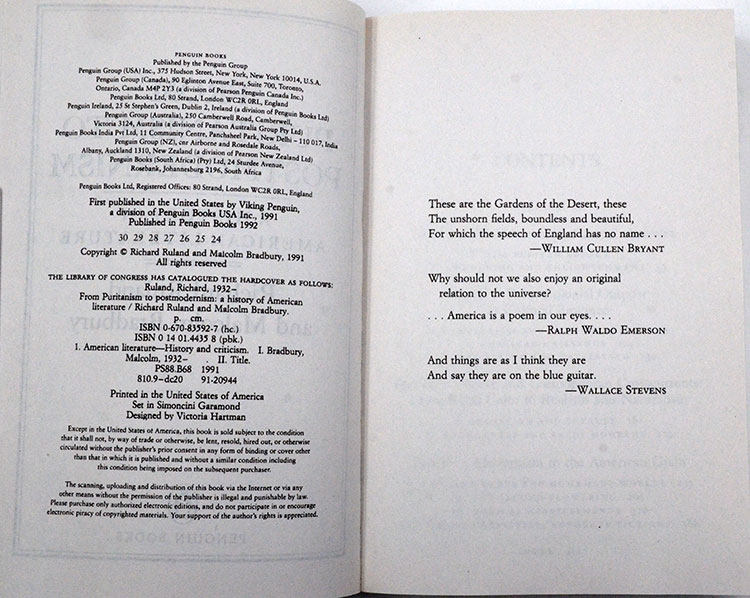 PENGUIN BOOKS
Published by the Penguin Group
Penguin Group (USA) Inc., 375 Hudson Street, New York, New York 10014, U.S.A.
Penguin Group (Canada), 90 Eglinton Avenue East, Suite 700, Toronto,
Ontario, Canada M4P 2Y3 (a division of Pearson Penguin Canada Inc.)
Penguin Books Ltd, 80 Strand, London WC2R 0RL, England
Penguin Ireland, 25 St Stephen's Green, Dublin 2, Ireland (a division of Penguin Books Ltd)
Penguin Group (Australia), 250 Camberwell Road, Camberwell,
Victoria 3124, Australia (a division of Pearson Australia Group Pty Ltd)
Penguin Books India Pvt Ltd, 11 Community Centre, Panchsheel Park, New Delhi – 110 017, India
Penguin Group (NZ), cnr Airborne and Rosedale Roads,
Albany, Auckland 1310, New Zealand (a division of Pearson New Zealand Ltd)
Penguin Books (South Africa) (Pty) Ltd, 24 Sturdee Avenue,
Rosebank, Johannesburg 2196, South Africa
Penguin Books Ltd, Registered Offices: 80 Strand, London WC2R 0RL, England
First published in the United States by Viking Penguin,
a division of Penguin Books USA Inc., 1991
Published in Penguin Books 1992
30 29 28 27 26 25 24
Copyright © Richard Ruland and Malcolm Bradbury, 1991
All rights reserved
THE LIBRARY OF CONGRESS HAS CATALOGUED THE HARDCOVER AS FOLLOWS:
Ruland, Richard, 1932–
From Puritanism to postmodernism: a history of American
literature / Richard Ruland and Malcolm Bradbury.
p. cm.
ISBN 0-670-83592-7 (hc.)
ISBN 0 14 01.4435 8 (pbk.)
1. American literature—History and criticism. I. Bradbury,
Malcolm, 1932– . II. Title.
PS88.B68 1991
810.9–dc20 91-20944
Printed in the United States of America
Set in Simoncini Garamond
Designed by Victoria Hartman
Except in the United States of America, this book is sold subject to the condition
that it shall not, by way of trade or otherwise, be lent, resold, hired out, or otherwise
circulated without the publisher's prior consent in any form of binding or cover other
than that in which it is published and without a similar condition including
this condition being imposed on the subsequent purchaser.
The scanning, uploading and distribution of this book via the Internet or via any
other means without the permission of the publisher is illegal and punishable by law.
Please purchase only authorized electronic editions, and do not participate in or encourage
electronic piracy of copyrighted materials. Your support of the author's rights is appreciated.
These are the Gardens of the Desert, these
The unshorn fields, boundless and beautiful,
For which the speech of England has no name . . .
—WILLIAM CULLEN BRYANT
Why should not we also enjoy an original
relation to the universe?
. . . America is a poem in our eyes. . . .
—RALPH WALDO EMERSON
And things are as I think they are
And say they are on the blue guitar.
—WALLACE STEVENS